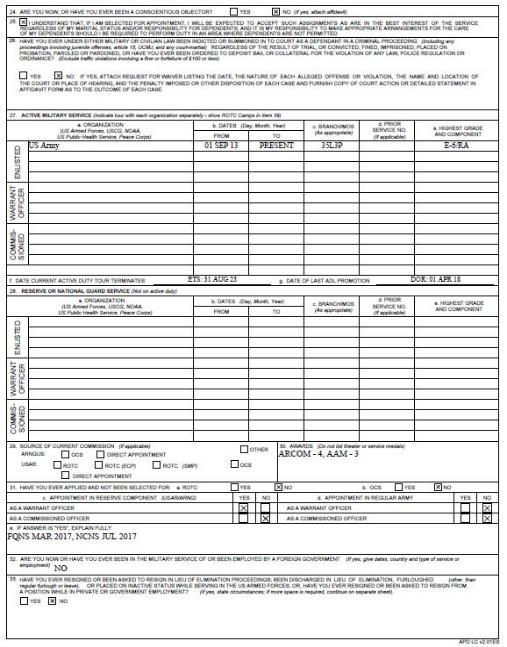 24. ARE YOU NOW, OR HAVE YOU EVER BEEN A CONSCIENTIOUS OBJECTOR? YES X NO (If yes, attach affidavit)
25. X I UNDERSTAND THAT, IF I AM SELECTED FOR APPOINTMENT, I WILL BE EXPECTED TO ACCEPT SUCH ASSIGNMENTS AS ARE IN THE BEST INTEREST OF THE SERVICE
REGARDLESS OF MY MARITAL STATUS AND/OR RESPONSIBILITY FOR DEPENDENTS; AND IT IS MY RESPONSIBILITY TO MAKE APPROPRIATE ARRANGEMENTS FOR THE CARE
OF MY DEPENDENTS SHOULD I BE REQUIRED TO PERFORM DUTY IN AN AREA WHERE DEPENDENTS ARE NOT PERMITTED.
26. HAVE YOU EVER UNDER EITHER MILITARY OR CIVILIAN LAW BEEN INDICTED OR SUMMONED IN TO COURT AS A DEFENDANT IN A CRIMINAL PROCEEDING (Including any
proceedings involving juvenile offenses, article 15, UCMJ, and any court-martial) REGARDLESS OF THE RESULT OF TRIAL, OR CONVICTED, FINED, IMPRISONED, PLACED ON
PROBATION, PAROLED OR PARDONED, OR HAVE YOU EVER BEEN ORDERED TO DEPOSIT BAIL OR COLLATERAL FOR THE VIOLATION OF ANY LAW, POLICE REGULATION OR
ORDINANCE? (Exclude traffic violations involving a fine or forfeiture of $100 or less)
YES X NO IF YES, ATTACH REQUEST FOR WAIVER LISTING THE DATE, THE NATURE OF EACH ALLEGED OFFENSE OR VIOLATION, THE NAME AND LOCATION OF
THE COURT OR PLACE OF HEARING, AND THE PENALTY IMPOSED OR OTHER DISPOSITION OF EACH CASE AND FURNISH COPY OF COURT ACTION OR DETAILED STATEMENT IN
AFFIDAVIT FORM AS TO THE OUTCOME OF EACH CASE.
27. ACTIVE MILITARY SERVICE (Indicate tour with each organization separately - show ROTC Camps in Item 39)
a. ORGANIZATION
(US Armed Forces, USCG, NOAA,
US Public Health Service, Peace Corps)
b. DATES (Day, Month, Year)
FROM TO
c. BRANCH/MOS
(As appropriate)
d. PRIOR
SERVICE NO.
(if applicable)
e. HIGHEST GRADE
AND COMPONENT
ENLISTED
US Army 01 SEP 13 PRESENT 35L3P E-6/RA
WARRANT
OFFICER
COMMIS-
SIONED
f. DATE CURRENT ACTIVE DUTY TOUR TERMINATES ETS: 31 AUG 23 g. DATE OF LAST ADL PROMOTION DOR: 01 APR 18
28. RESERVE OR NATIONAL GUARD SERVICE (Not on active duty)
a. ORGANIZATION
(US Armed Forces, USCG, NOAA,
US Public Health Service, Peace Corps)
b. DATES (Day, Month, Year)
FROM TO
c. BRANCH/MOS
(As appropriate)
d. PRIOR
SERVICE NO.
(if applicable)
e. HIGHEST GRADE
AND COMPONENT
ENLISTED
WARRANT
OFFICER
COMMIS-
SIONED
29. SOURCE OF CURRENT COMMISSION (If applicable) OTHER
ARNGUS: OCS DIRECT APPOINTMENT
USAR: ROTC ROTC (ECP) ROTC (SMP) OCS
DIRECT APPOINTMENT
30. AWARDS (Do not list theater or service medals)
ARCOM - 4, AAM - 3
31. HAVE YOU EVER APPLIED AND NOT BEEN SELECTED FOR: a. ROTC YES X NO b. OCS YES X NO
c. APPOINTMENT IN RESERVE COMPONENT (USAR/ARNG) YES NO d. APPOINTMENT IN REGULAR ARMY YES NO
AS A WARRANT OFFICER X AS A WARRANT OFFICER X
AS A COMMISSIONED OFFICER X AS A COMMISSIONED OFFICER X
e. IF ANSWER IS "YES", EXPLAIN FULLY
FQNS MAR 2017, NCNS JUL 2017
32. ARE YOU NOW OR HAVE YOU EVER BEEN IN THE MILITARY SERVICE OF OR BEEN EMPLOYED BY A FOREIGN GOVERNMENT (If yes, give dates, country and type of service or
employment) NO
33. HAVE YOU EVER RESIGNED OR BEEN ASKED TO RESIGN IN LIEU OF ELIMINATION PROCEEDINGS, BEEN DISCHARGED IN LIEU OF ELIMINATION, FURLOUGHED (other than
regular furlough or leave), OR PLACED ON INACTIVE STATUS WHILE SERVING IN THE US ARMED FORCES; OR, HAVE YOU EVER RESIGNED OR BEEN ASKED TO RESIGN FROM
A POSITION WHILE IN PRIVATE OR GOVERNMENT EMPLOYMENT? (If yes, state circumstances; if more space is required, continue on separate sheet).
YES X NO
APD LC v2.01ES